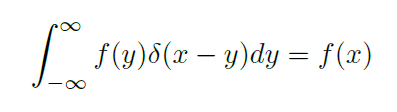 ∫_{-∞}^{∞} f(y)δ(x − y)dy = f(x)